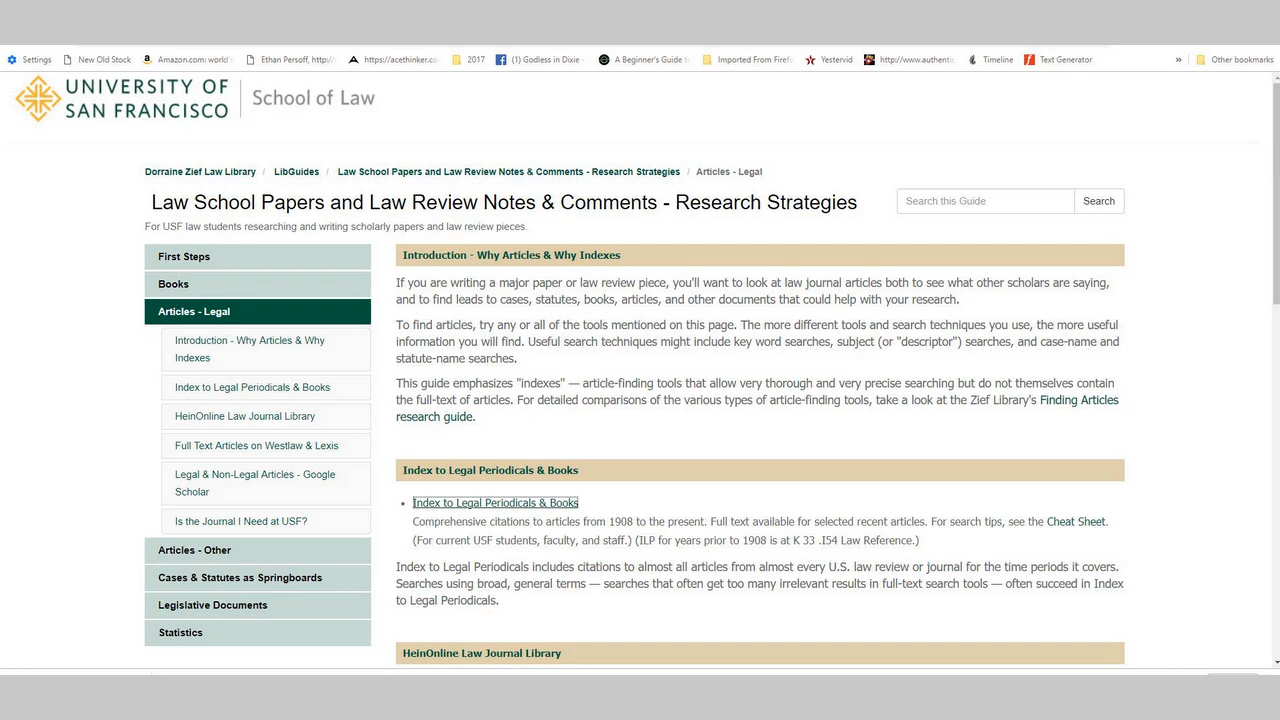 Settings New Old Stock Amazon.com: world' Ethan Persoff, http:/ https://acethinker.co 2017 (1) Godless in Dixie A Beginner's Guide t Imported From Firef Yestervid http://www.authenti Timeline Text Generator » Other bookmarks
UNIVERSITY OF
SAN FRANCISCO
School of Law
Dorraine Zief Law Library / LibGuides / Law School Papers and Law Review Notes & Comments - Research Strategies / Articles - Legal
Law School Papers and Law Review Notes & Comments - Research Strategies
Search this Guide Search
For USF law students researching and writing scholarly papers and law review pieces.
First Steps
Books
Articles - Legal
Introduction - Why Articles & Why
Indexes
Index to Legal Periodicals & Books
HeinOnline Law Journal Library
Full Text Articles on Westlaw & Lexis
Legal & Non-Legal Articles - Google
Scholar
Is the Journal I Need at USF?
Articles - Other
Cases & Statutes as Springboards
Legislative Documents
Statistics
Introduction - Why Articles & Why Indexes
If you are writing a major paper or law review piece, you'll want to look at law journal articles both to see what other scholars are saying,
and to find leads to cases, statutes, books, articles, and other documents that could help with your research.
To find articles, try any or all of the tools mentioned on this page. The more different tools and search techniques you use, the more useful
information you will find. Useful search techniques might include key word searches, subject (or "descriptor") searches, and case-name and
statute-name searches.
This guide emphasizes "indexes" — article-finding tools that allow very thorough and very precise searching but do not themselves contain
the full-text of articles. For detailed comparisons of the various types of article-finding tools, take a look at the Zief Library's Finding Articles
research guide.
Index to Legal Periodicals & Books
• Index to Legal Periodicals & Books
Comprehensive citations to articles from 1908 to the present. Full text available for selected recent articles. For search tips, see the Cheat Sheet.
(For current USF students, faculty, and staff.) (ILP for years prior to 1908 is at K 33 .I54 Law Reference.)
Index to Legal Periodicals includes citations to almost all articles from almost every U.S. law review or journal for the time periods it covers.
Searches using broad, general terms — searches that often get too many irrelevant results in full-text search tools — often succeed in Index
to Legal Periodicals.
HeinOnline Law Journal Library